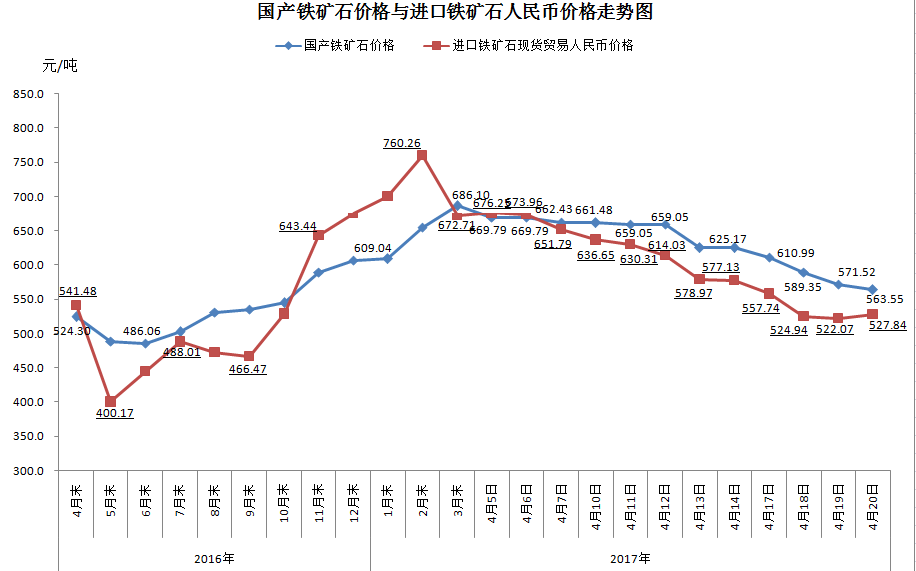 国产铁矿石价格与进口铁矿石人民币价格走势图
国产铁矿石价格 进口铁矿石现货贸易人民币价格
元/吨
850.0
800.0
750.0
700.0
650.0
600.0
550.0
500.0
450.0
400.0
350.0
300.0
541.48
524.30
400.17
486.06
488.01
466.47
643.44
609.04
760.26
686.10
672.71
676.25
669.79
673.96
669.79
662.43
651.79
661.48
636.65
659.05
630.31
659.05
614.03
578.97
625.17
577.13
610.99
557.74
589.35
524.94
571.52
522.07
563.55
527.84
4月末
5月末
6月末
7月末
8月末
9月末
10月末
11月末
12月末
1月末
2月末
3月末
4月5日
4月6日
4月7日
4月10日
4月11日
4月12日
4月13日
4月14日
4月17日
4月18日
4月19日
4月20日
2016年 2017年